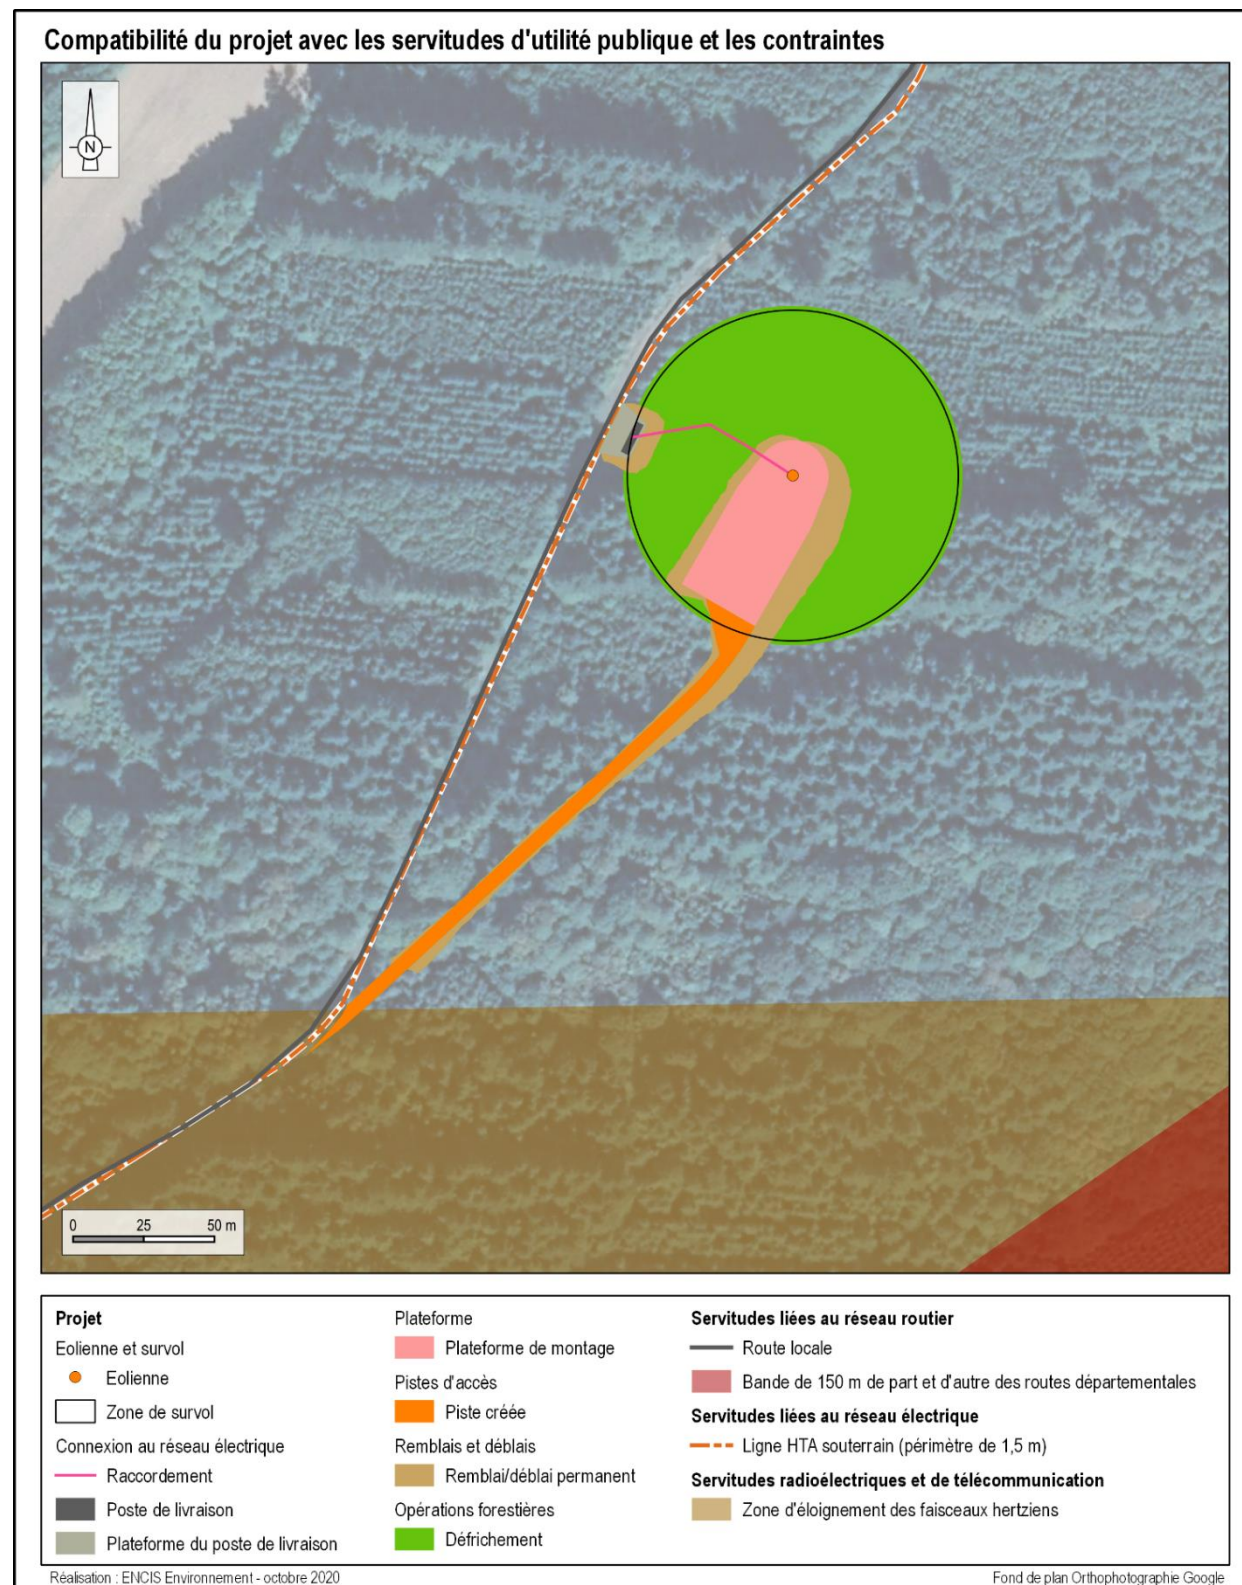 Compatibilité du projet avec les servitudes d'utilité publique et les contraintes
N
0 25 50 m
Projet
Eolienne et survol
Eolienne
Zone de survol
Connexion au réseau électrique
Raccordement
Poste de livraison
Plateforme du poste de livraison
Plateforme
Plateforme de montage
Pistes d'accès
Piste créée
Remblais et déblais
Remblai/déblai permanent
Opérations forestières
Défrichement
Servitudes liées au réseau routier
Route locale
Bande de 150 m de part et d'autre des routes départementales
Servitudes liées au réseau électrique
Ligne HTA souterrain (périmètre de 1,5 m)
Servitudes radioélectriques et de télécommunication
Zone d'éloignement des faisceaux hertziens
Réalisation : ENCIS Environnement - octobre 2020
Fond de plan Orthophotographie Google